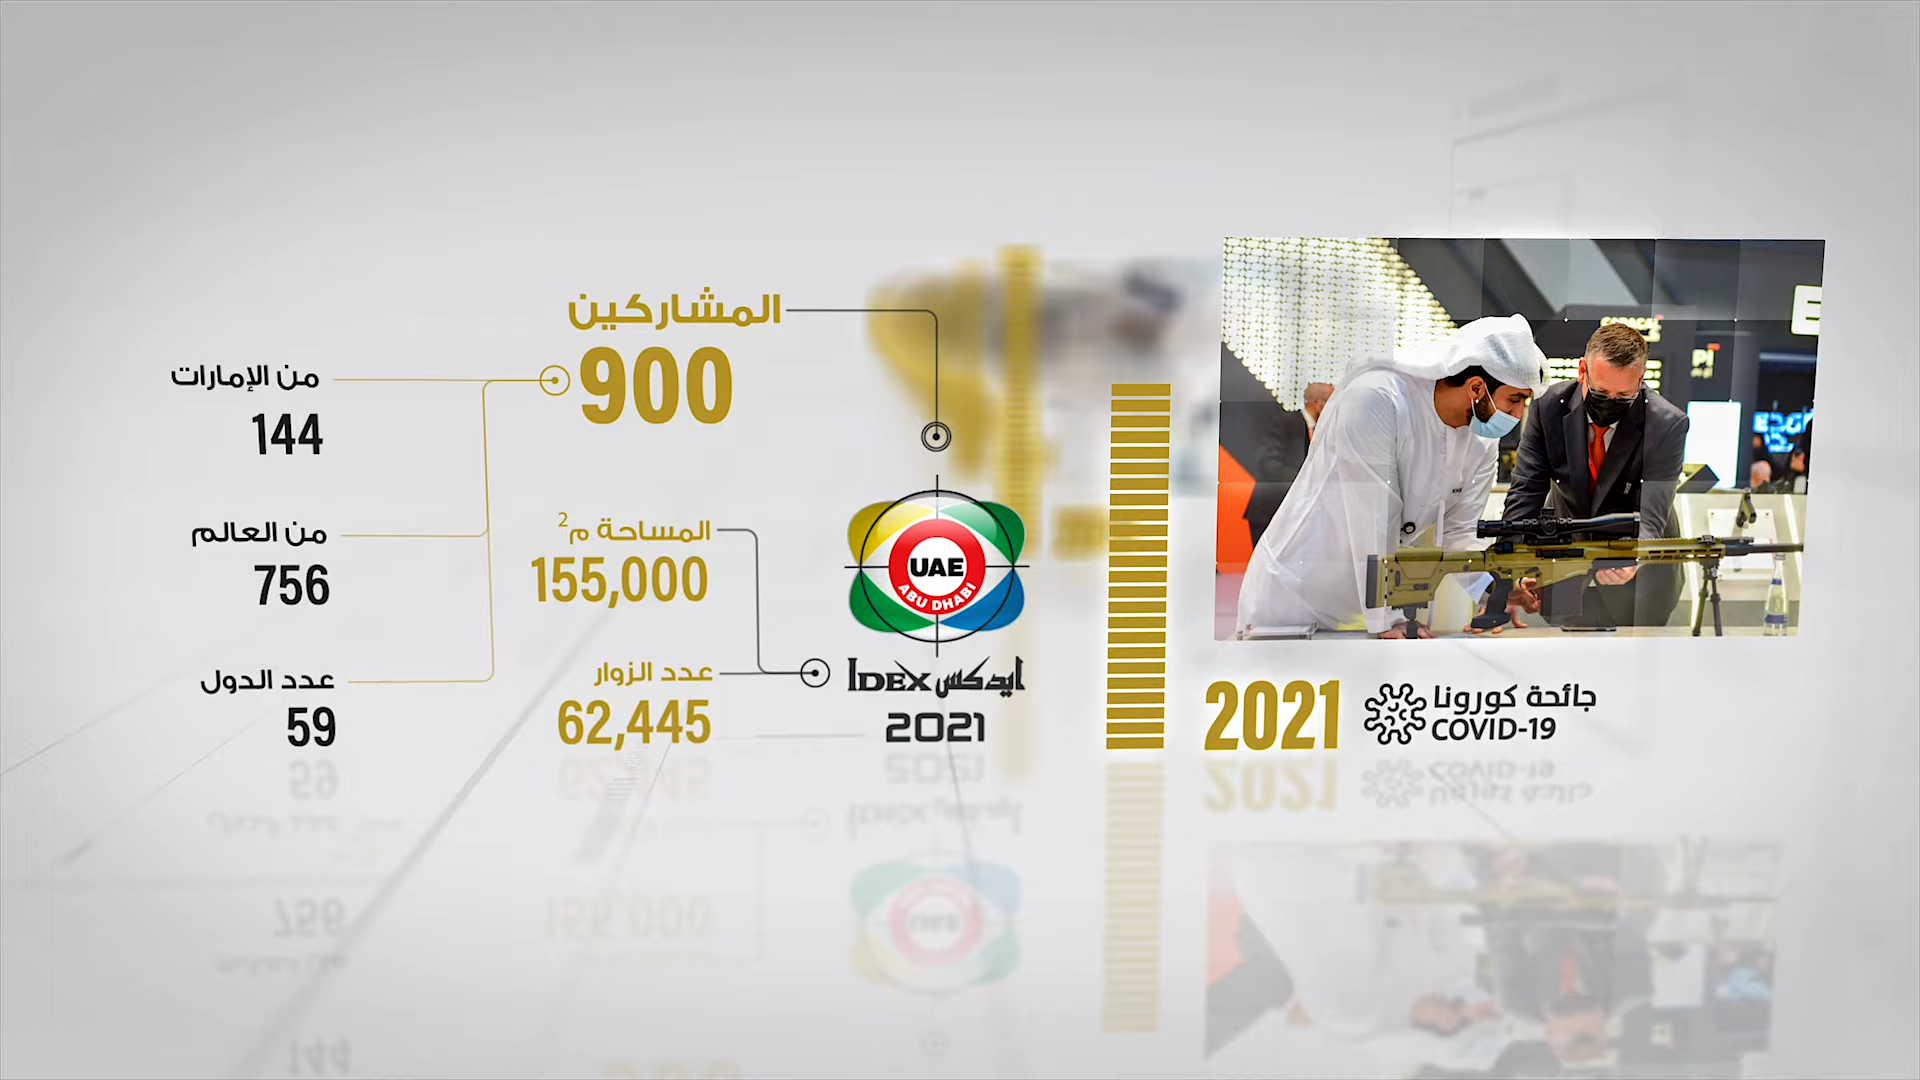 المشاركين
900
من الإمارات
144
من العالم
756
عدد الدول
59
المساحة م²
155,000
عدد الزوار
62,445
UAE
ABU DHABI
IDEX ايدكس
2021
2021
جائحة كورونا
COVID-19